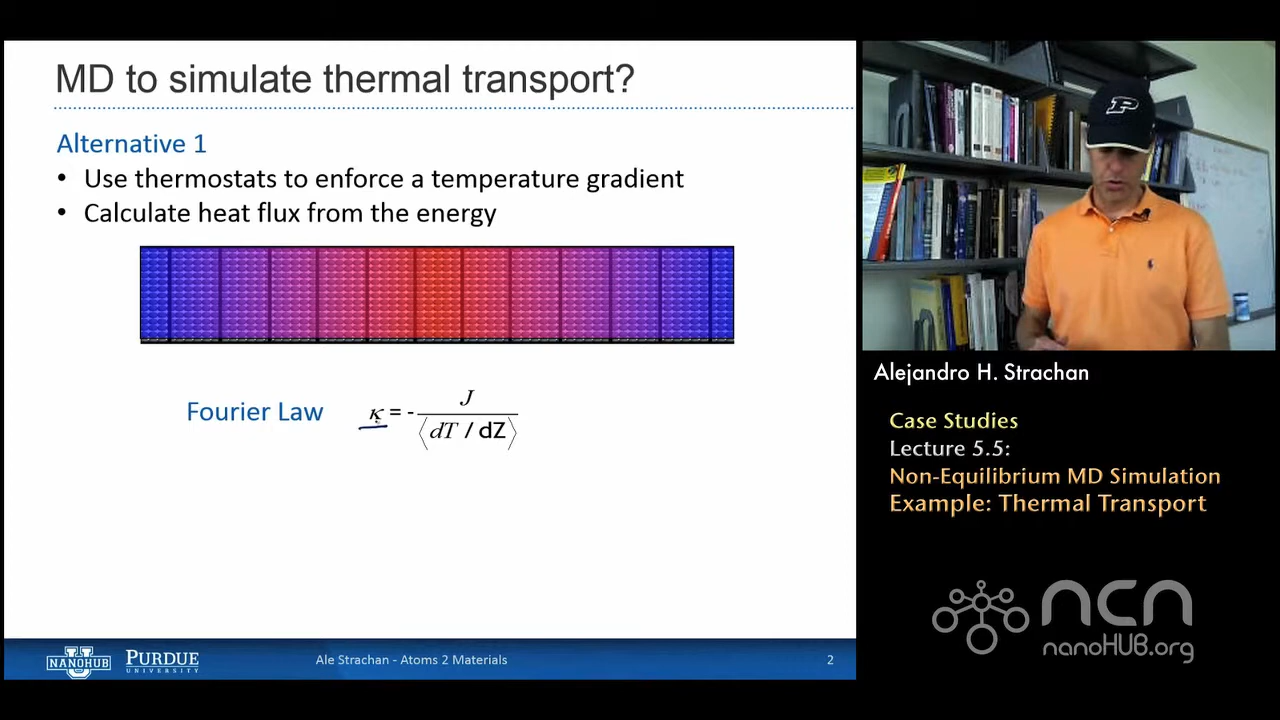 MD to simulate thermal transport?
Alternative 1
• Use thermostats to enforce a temperature gradient
• Calculate heat flux from the energy
Fourier Law κ = - J / ⟨dT / dZ⟩
NANOHUB U PURDUE UNIVERSITY Ale Strachan - Atoms 2 Materials 2
P
Alejandro H. Strachan
Case Studies
Lecture 5.5:
Non-Equilibrium MD Simulation
Example: Thermal Transport
ncn
nanoHUB.org